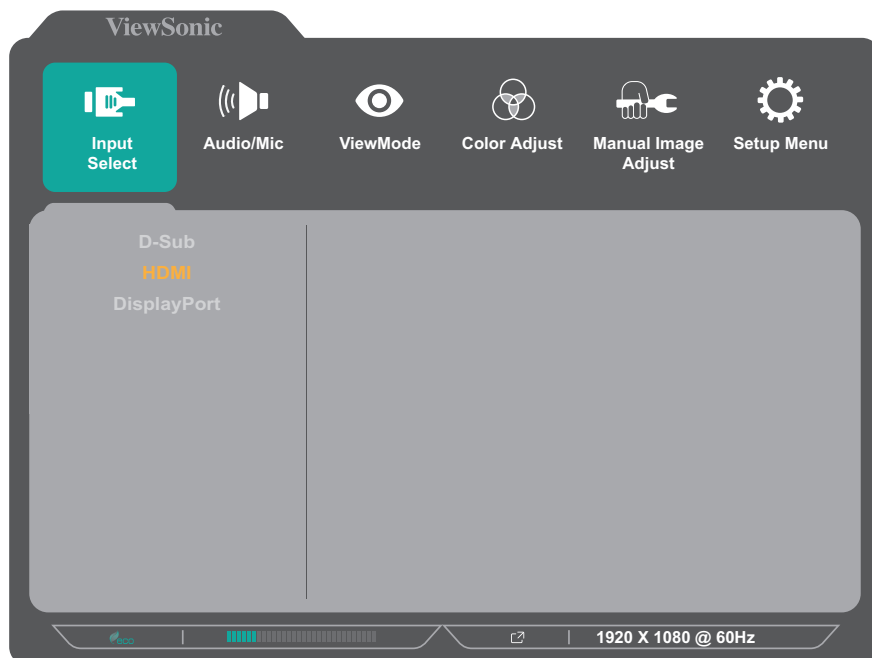 ViewSonic
Input
Select
Audio/Mic
ViewMode
Color Adjust
Manual Image
Adjust
Setup Menu
D-Sub
HDMI
DisplayPort
eco
1920 X 1080 @ 60Hz